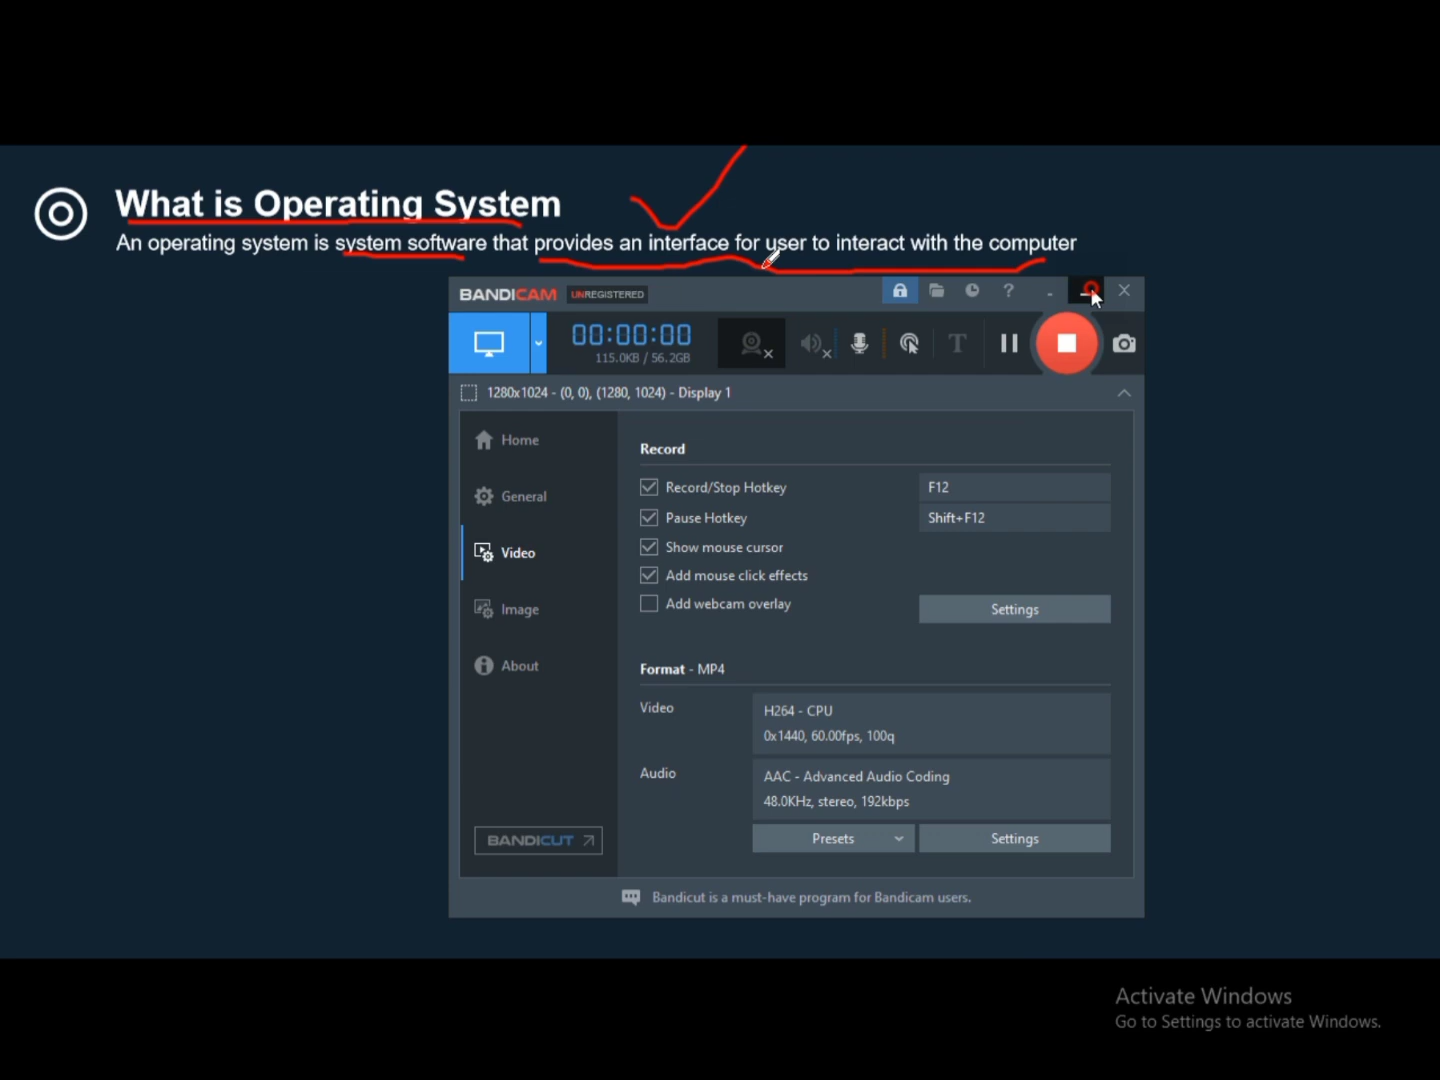 What is Operating System
An operating system is system software that provides an interface for user to interact with the computer
BANDICAM UNREGISTERED
?
00:00:00
115.0KB / 56.2GB
T
1280x1024 - (0, 0), (1280, 1024) - Display 1
Home
General
Video
Image
About
BANDICUT
Record
Record/Stop Hotkey F12
Pause Hotkey Shift+F12
Show mouse cursor
Add mouse click effects
Add webcam overlay Settings
Format - MP4
Video H264 - CPU
0x1440, 60.00fps, 100q
Audio AAC - Advanced Audio Coding
48.0KHz, stereo, 192kbps
Presets Settings
Bandicut is a must-have program for Bandicam users.
Activate Windows
Go to Settings to activate Windows.